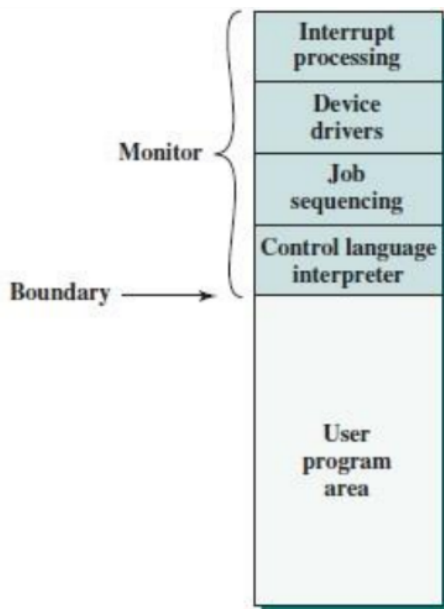 Interrupt
processing
Device
drivers
Monitor
Job
sequencing
Control language
interpreter
Boundary
User
program
area